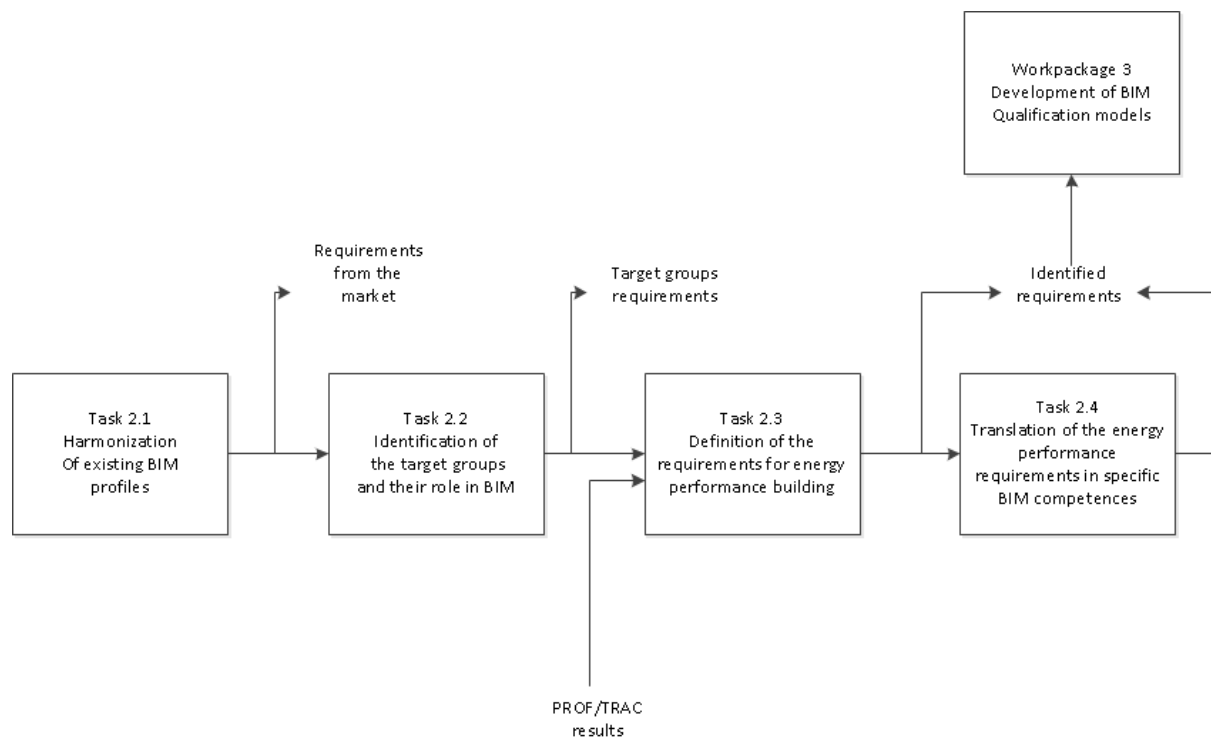 Workpackage 3
Development of BIM
Qualification models
Requirements
from the
market
Target groups
requirements
Identified
requirements
Task 2.1
Harmonization
Of existing BIM
profiles
Task 2.2
Identification of
the target groups
and their role in BIM
Task 2.3
Definition of the
requirements for energy
performance building
Task 2.4
Translation of the energy
performance
requirements in specific
BIM competences
PROF/TRAC
results